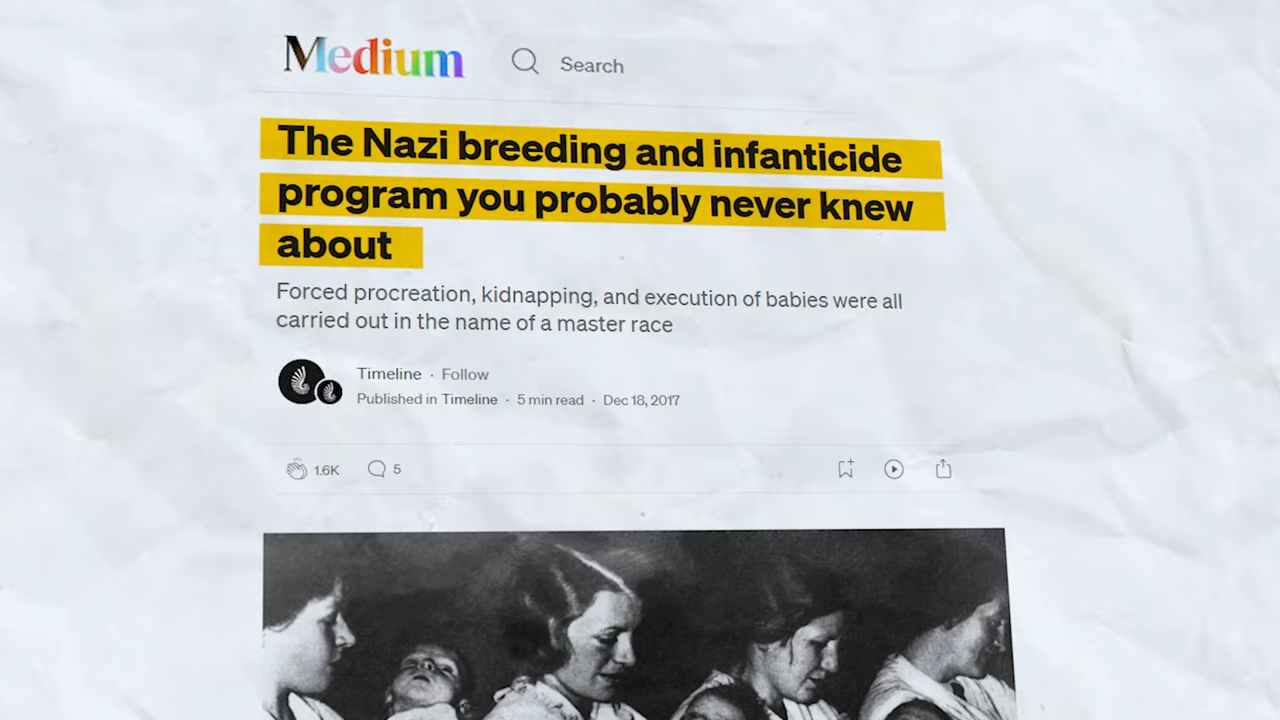 Medium
Search
The Nazi breeding and infanticide
program you probably never knew
about
Forced procreation, kidnapping, and execution of babies were all
carried out in the name of a master race
Timeline · Follow
Published in Timeline · 5 min read · Dec 18, 2017
1.6K 5